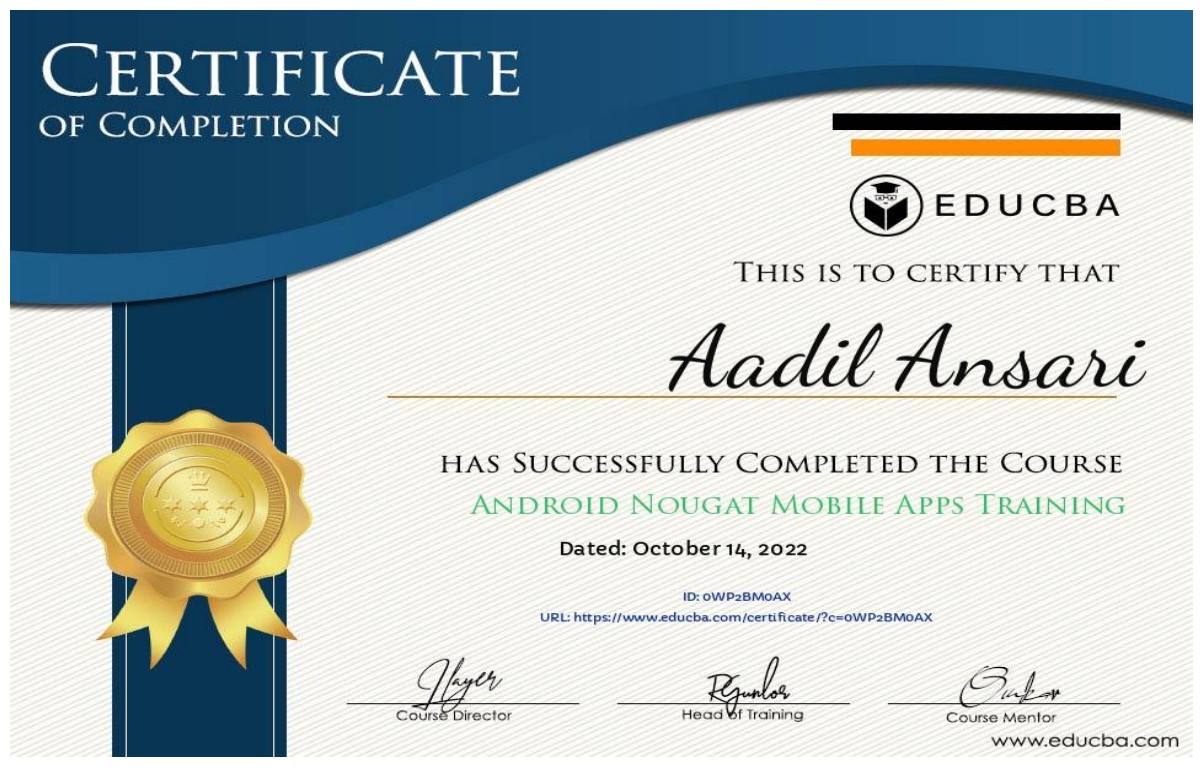 CERTIFICATE
OF COMPLETION
EDUCBA
THIS IS TO CERTIFY THAT
Aadil Ansari
HAS SUCCESSFULLY COMPLETED THE COURSE
ANDROID NOUGAT MOBILE APPS TRAINING
Dated: October 14, 2022
ID: 0WP2BM0AX
URL: https://www.educba.com/certificate/?c=0WP2BM0AX
Course Director
Head of Training
Course Mentor
www.educba.com